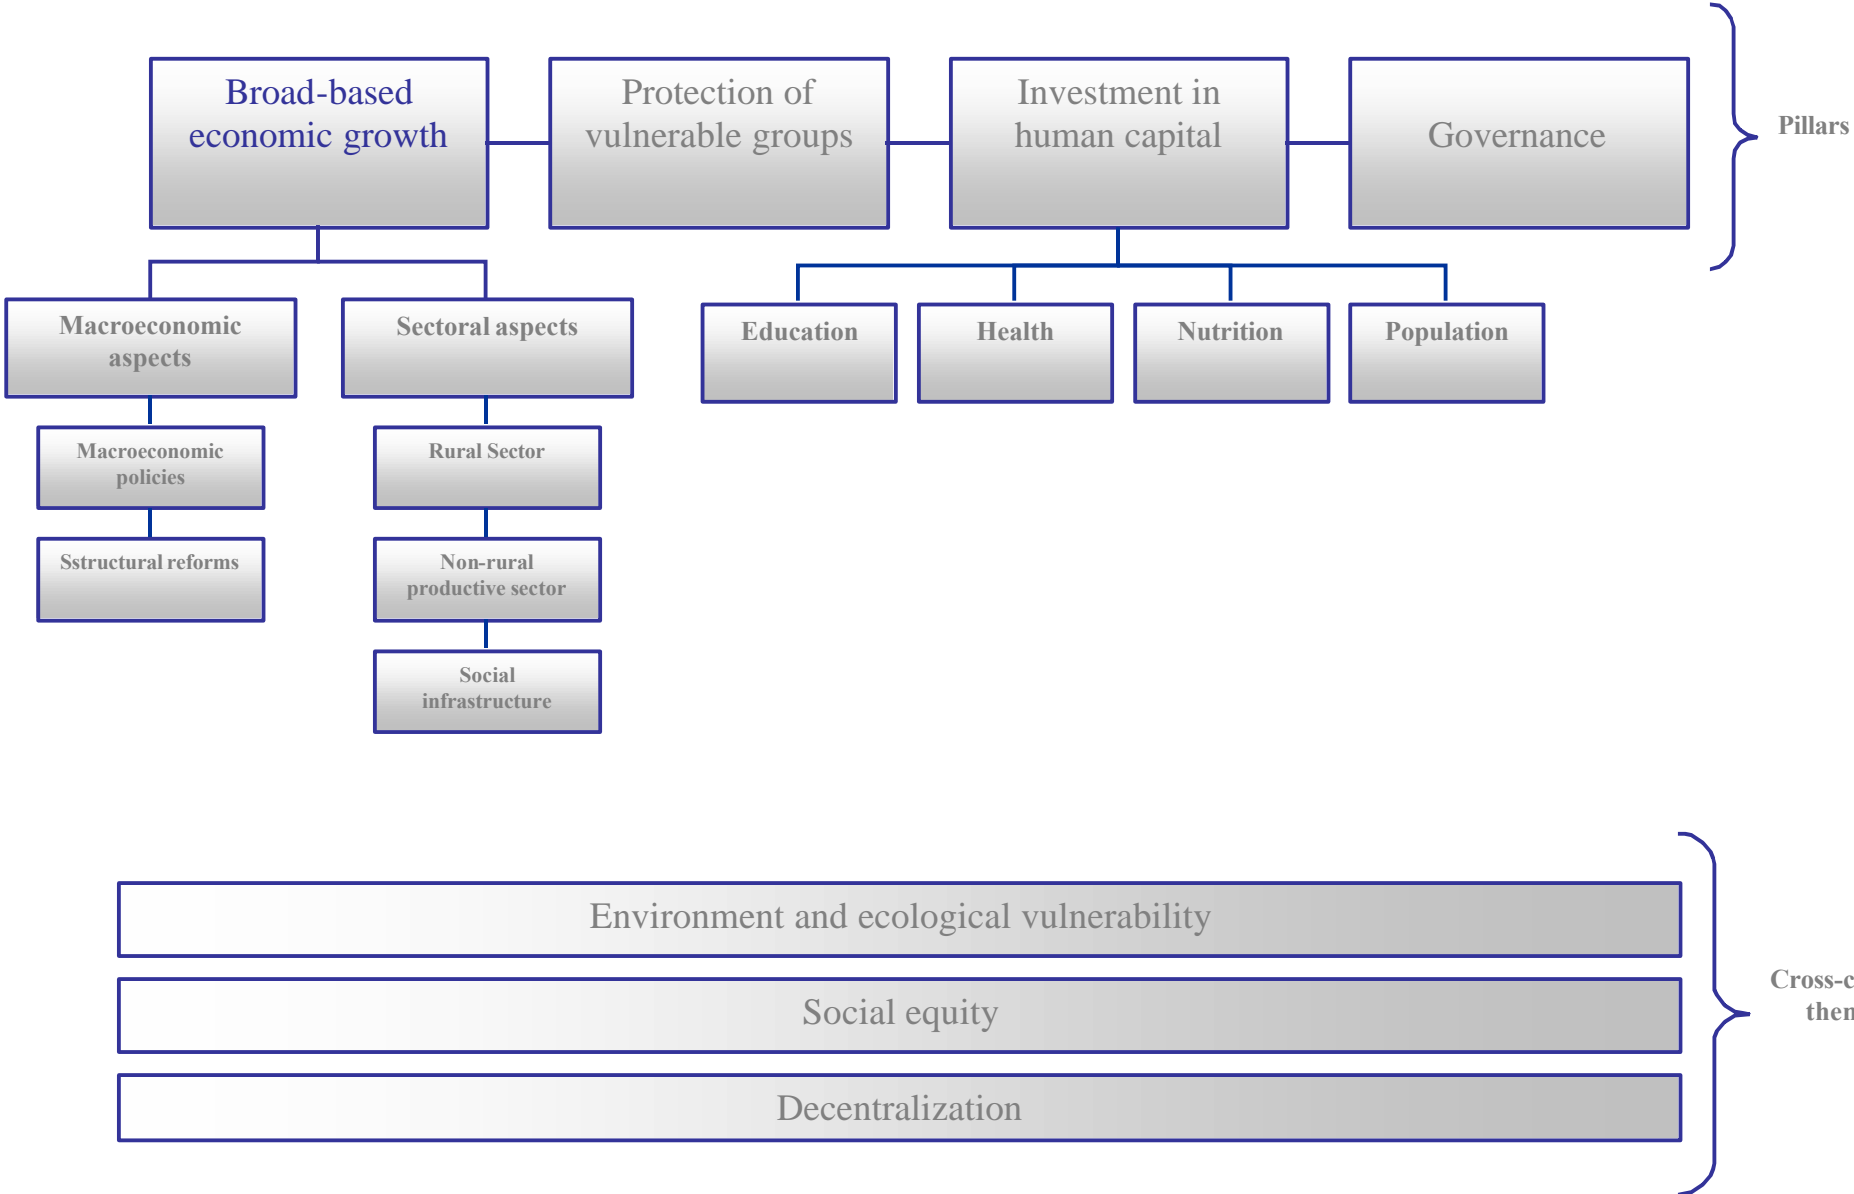 Broad-based
economic growth
Protection of
vulnerable groups
Investment in
human capital
Governance
Pillars
Macroeconomic
aspects
Sectoral aspects
Education
Health
Nutrition
Population
Macroeconomic
policies
Rural Sector
Sstructural reforms
Non-rural
productive sector
Social
infrastructure
Environment and ecological vulnerability
Social equity
Decentralization
Cross-c
them